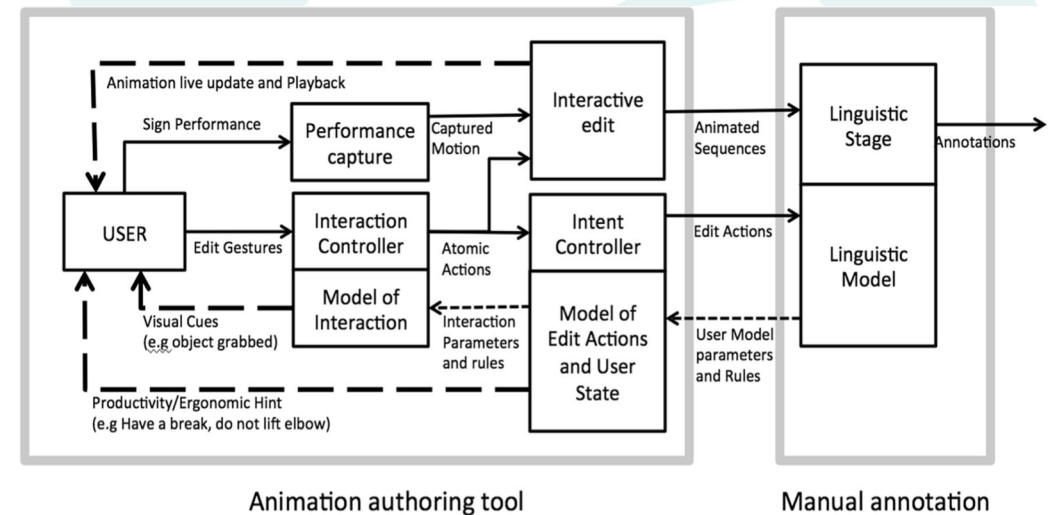 Animation live update and Playback
Sign Performance
Performance
capture
Captured
Motion
Interactive
edit
Animated
Sequences
Linguistic
Stage
Annotations
USER
Edit Gestures
Interaction
Controller
Atomic
Actions
Intent
Controller
Edit Actions
Linguistic
Model
Model of
Interaction
Visual Cues
(e.g object grabbed)
Interaction
Parameters
and rules
Model of
Edit Actions
and User
State
User Model
parameters
and Rules
Productivity/Ergonomic Hint
(e.g Have a break, do not lift elbow)
Animation authoring tool
Manual annotation